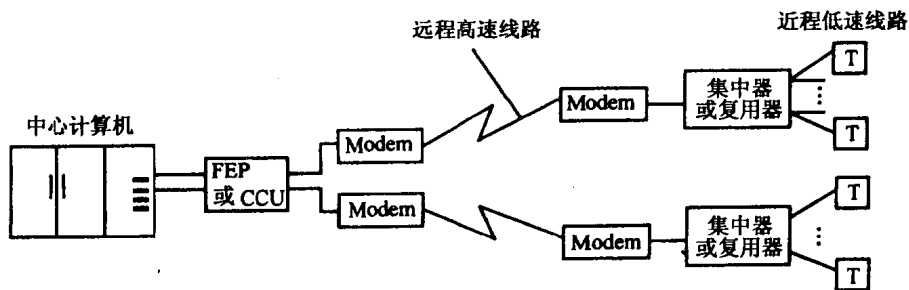 远程高速线路
近程低速线路
T
Modem
集中器
或复用器
T
中心计算机
Modem
FEP
或 CCU
Modem
T
Modem
集中器
或复用器
T